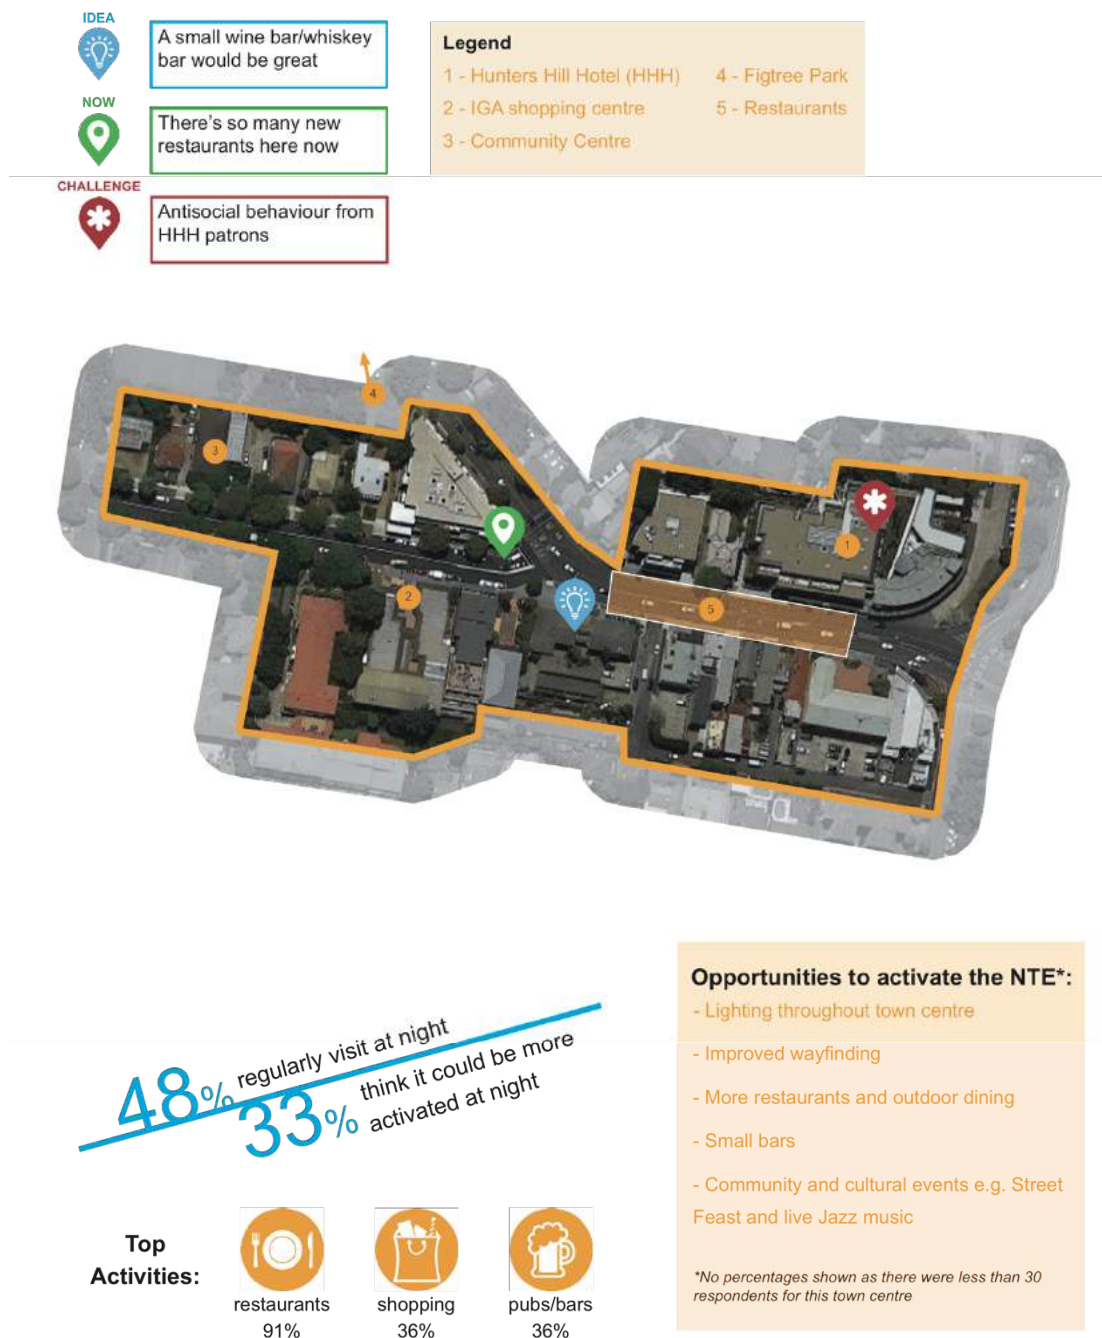 IDEA
A small wine bar/whiskey
bar would be great
NOW
There's so many new
restaurants here now
CHALLENGE
Antisocial behaviour from
HHH patrons
Legend
1 - Hunters Hill Hotel (HHH)
2 - IGA shopping centre
3 - Community Centre
4 - Figtree Park
5 - Restaurants
4
3
2
1
5
48% regularly visit at night
33% think it could be more
activated at night
Top
Activities:
restaurants
91%
shopping
36%
pubs/bars
36%
Opportunities to activate the NTE*:
- Lighting throughout town centre
- Improved wayfinding
- More restaurants and outdoor dining
- Small bars
- Community and cultural events e.g. Street
Feast and live Jazz music
*No percentages shown as there were less than 30
respondents for this town centre